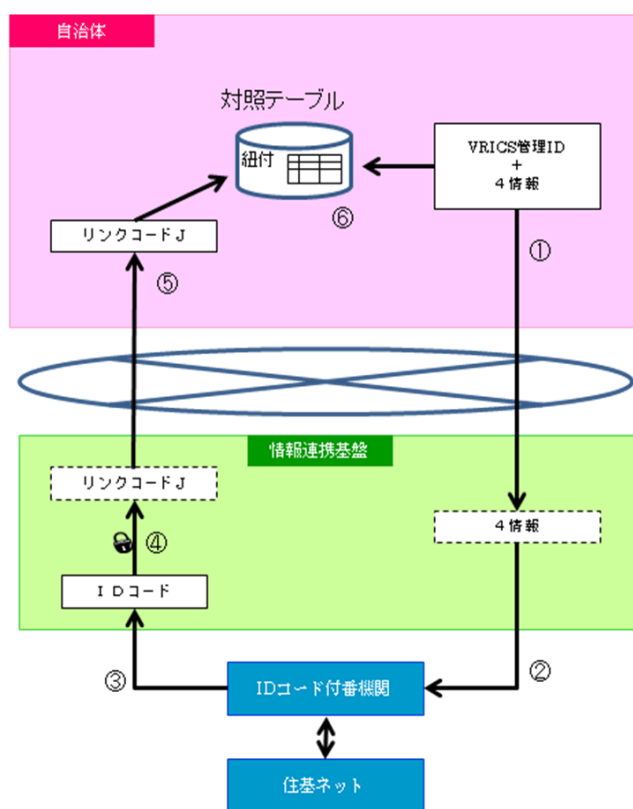 自治体
対照テーブル
紐付
VRICS管理ID
+
４情報
⑥
リンクコードJ
①
⑤
情報連携基盤
リンクコードJ
４情報
④
ＩＤコード
③
②
IDコード付番機関
住基ネット